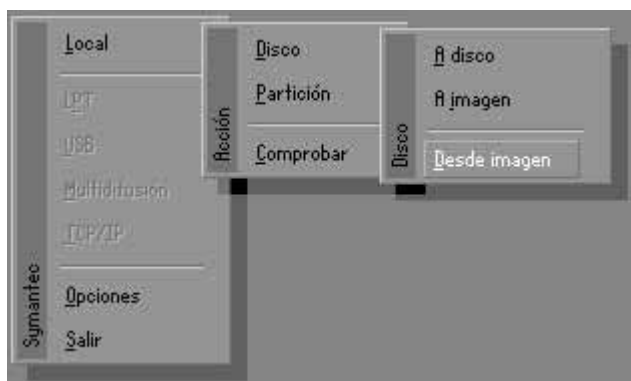 Symantec
Local
LPT
USB
Multidifusión
TCP/IP
Opciones
Salir
Acción
Disco
Partición
Comprobar
Disco
A disco
A imagen
Desde imagen